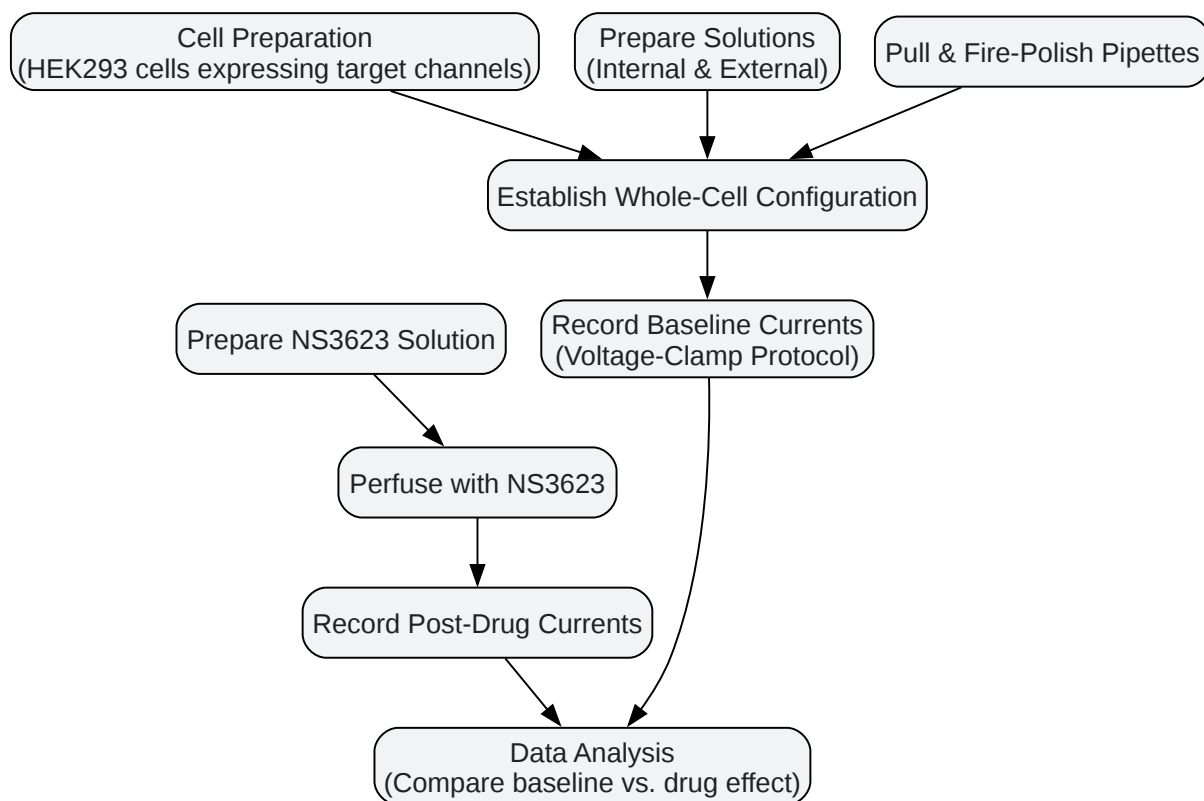 Cell Preparation
(HEK293 cells expressing target channels)
Prepare Solutions
(Internal & External)
Pull & Fire-Polish Pipettes
Establish Whole-Cell Configuration
Prepare NS3623 Solution
Record Baseline Currents
(Voltage-Clamp Protocol)
Perfuse with NS3623
Record Post-Drug Currents
Data Analysis
(Compare baseline vs. drug effect)